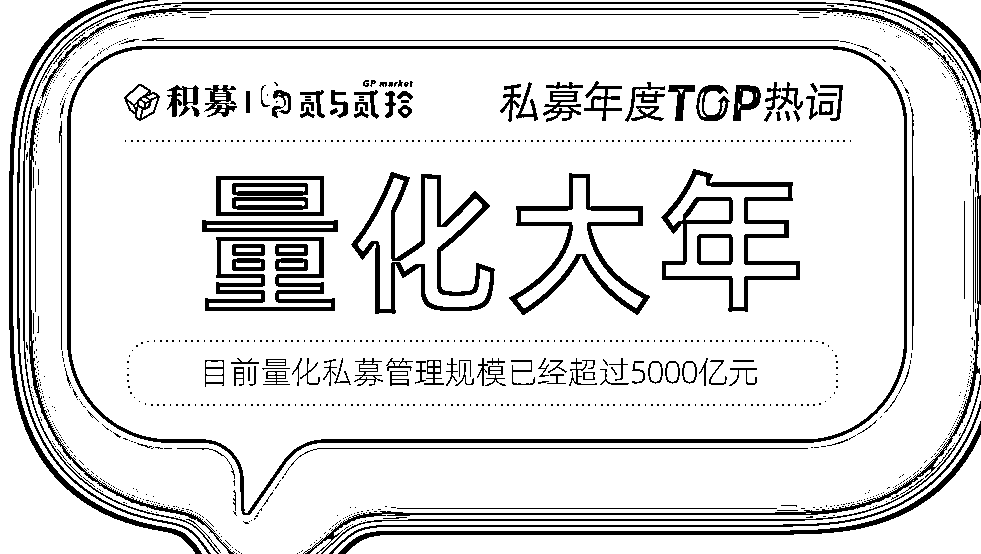 积募 | 贰5贰拾 GP market
私募年度TOP热词
量化大年
目前量化私募管理规模已经超过5000亿元